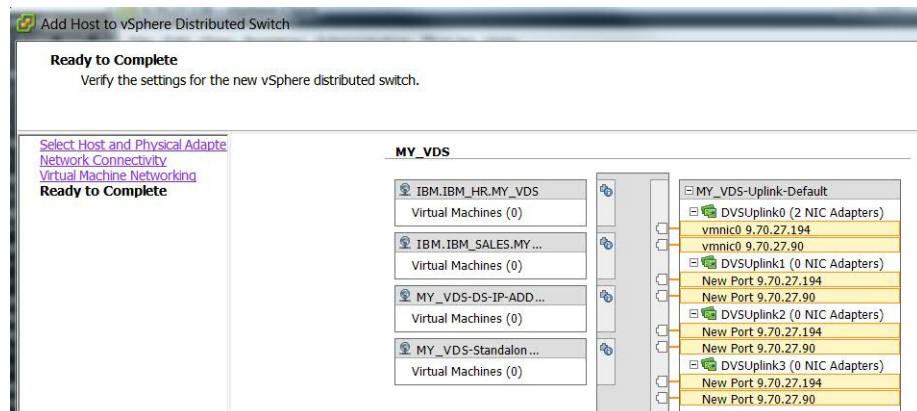 Add Host to vSphere Distributed Switch
Ready to Complete
Verify the settings for the new vSphere distributed switch.
Select Host and Physical Adapte
Network Connectivity
Virtual Machine Networking
Ready to Complete
MY_VDS
IBM.IBM_HR.MY_VDS
Virtual Machines (0)
IBM.IBM_SALES.MY...
Virtual Machines (0)
MY_VDS-DS-IP-ADD...
Virtual Machines (0)
MY_VDS-Standalon...
Virtual Machines (0)
MY_VDS-Uplink-Default
DVSUplink0 (2 NIC Adapters)
vmnic0 9.70.27.194
vmnic0 9.70.27.90
DVSUplink1 (0 NIC Adapters)
New Port 9.70.27.194
New Port 9.70.27.90
DVSUplink2 (0 NIC Adapters)
New Port 9.70.27.194
New Port 9.70.27.90
DVSUplink3 (0 NIC Adapters)
New Port 9.70.27.194
New Port 9.70.27.90